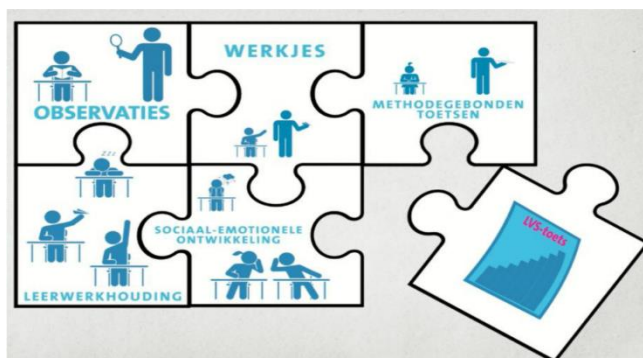 OBSERVATIES
WERKJES
METHODEGEBONDEN
TOETSEN
zzz
LEERWERKHOUDING
SOCIAAL-EMOTIONELE
ONTWIKKELING
LVS-toets